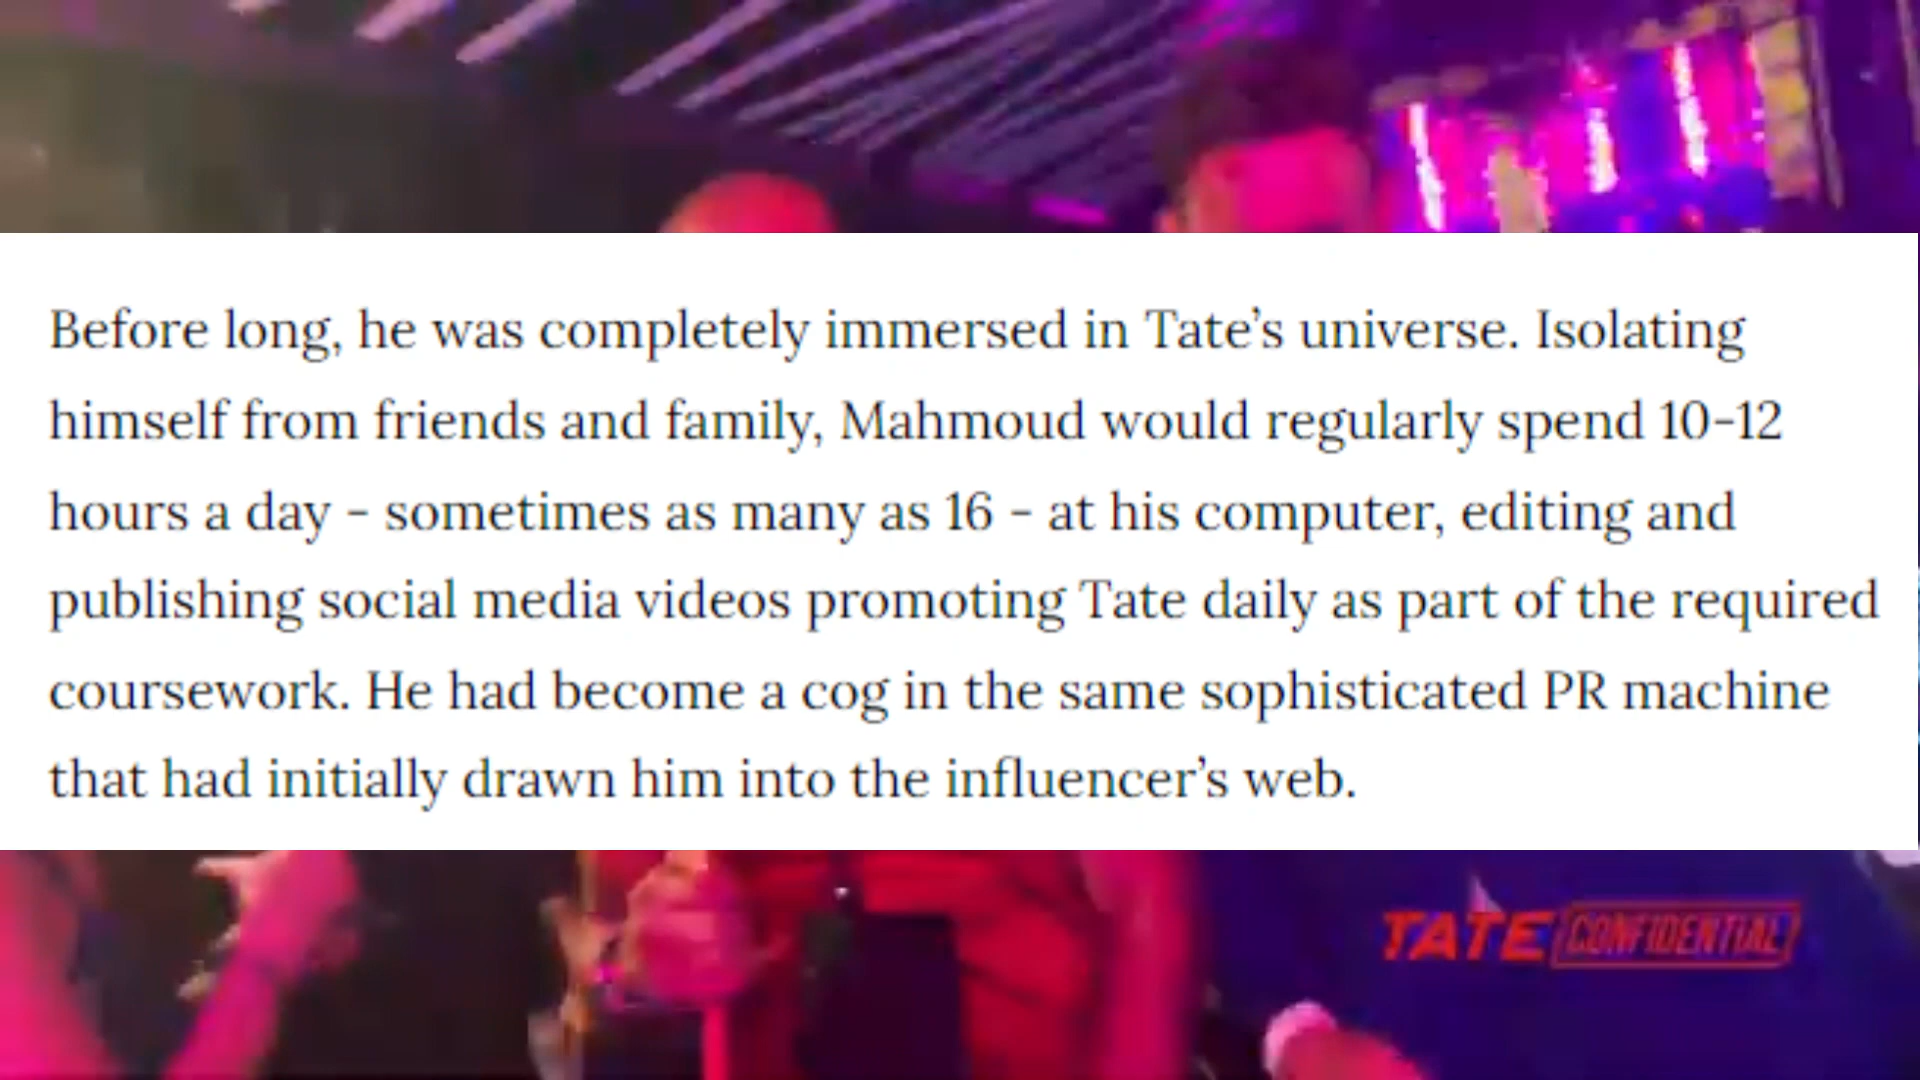 Before long, he was completely immersed in Tate’s universe. Isolating
himself from friends and family, Mahmoud would regularly spend 10-12
hours a day - sometimes as many as 16 - at his computer, editing and
publishing social media videos promoting Tate daily as part of the required
coursework. He had become a cog in the same sophisticated PR machine
that had initially drawn him into the influencer’s web.
TATE CONFIDENTIAL